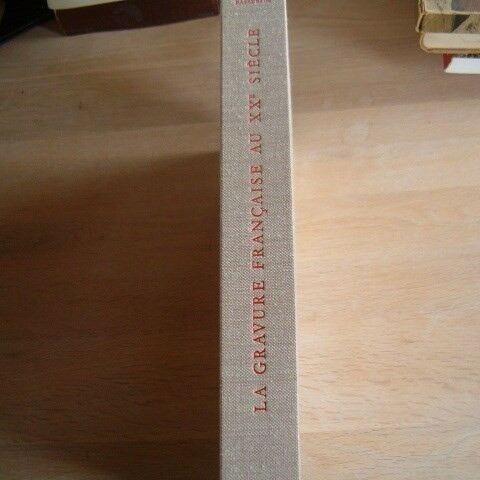 LA GRAVURE FRANÇAISE AU XXᵉ SIÈCLE